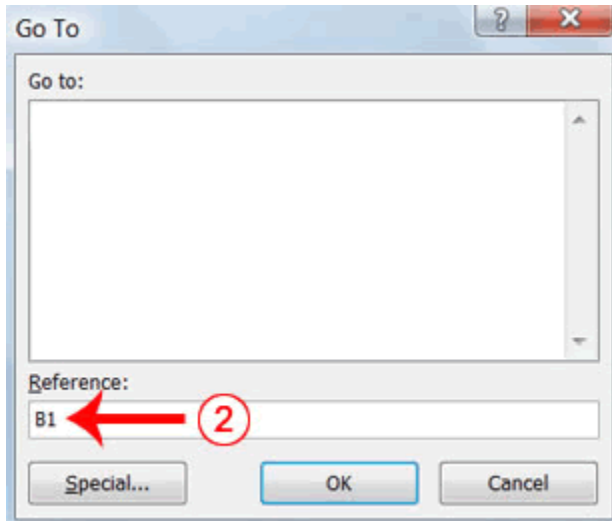 Go To
Go to:
Reference:
B1 2
Special... OK Cancel